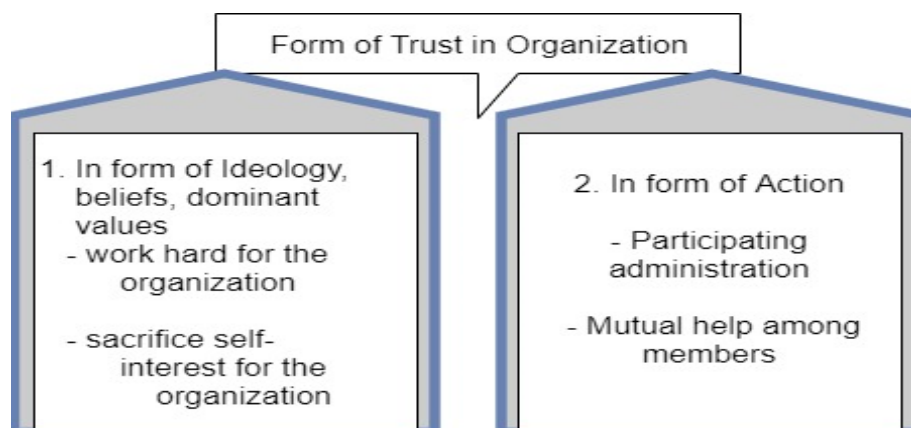 Form of Trust in Organization
1. In form of Ideology,
beliefs, dominant
values
- work hard for the
organization
- sacrifice self-
interest for the
organization
2. In form of Action
- Participating
administration
- Mutual help among
members